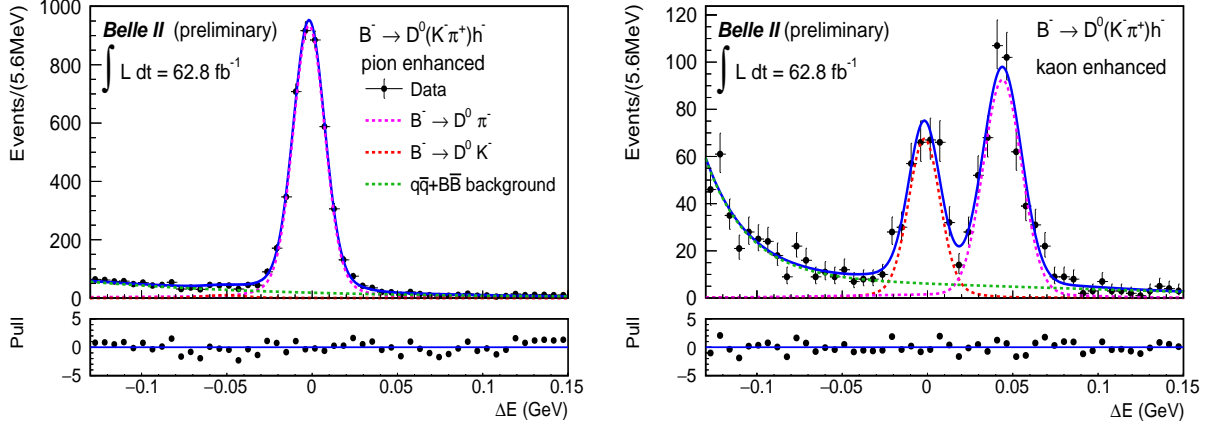 Belle II (preliminary)
∫ L dt = 62.8 fb⁻¹
B⁻ → D⁰(K⁻π⁺)h⁻
pion enhanced
Data
B⁻ → D⁰ π⁻
B⁻ → D⁰ K⁻
qq̅+BB̅ background
Events/(5.6MeV)
1000
800
600
400
200
0
Pull
5
0
−5
−0.1 −0.05 0 0.05 0.1 0.15
ΔE (GeV)
Belle II (preliminary)
∫ L dt = 62.8 fb⁻¹
B⁻ → D⁰(K⁻π⁺)h⁻
kaon enhanced
Events/(5.6MeV)
120
100
80
60
40
20
0
Pull
5
0
−5
−0.1 −0.05 0 0.05 0.1 0.15
ΔE (GeV)